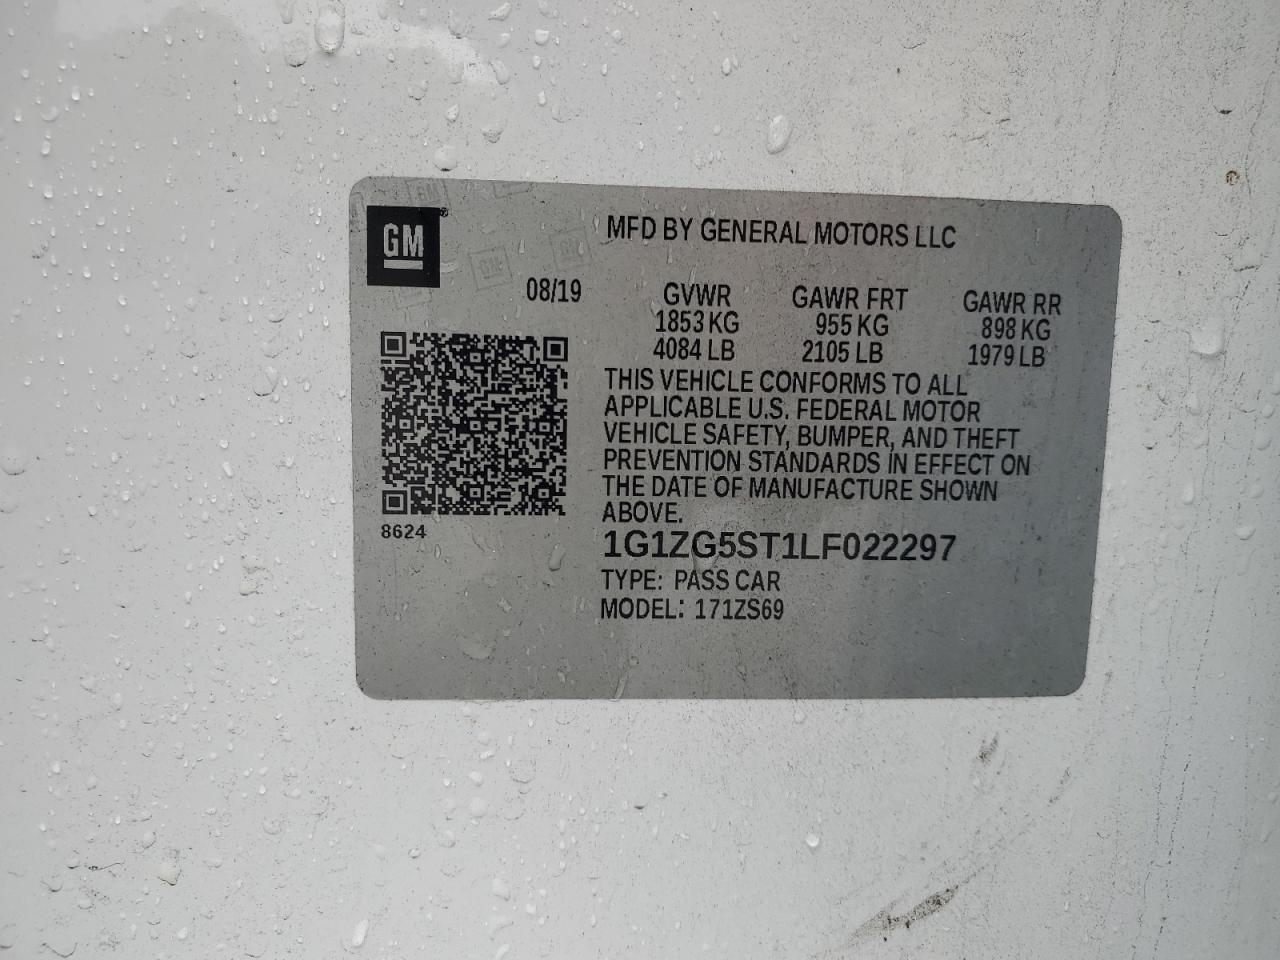 GM
MFD BY GENERAL MOTORS LLC
08/19 GVWR GAWR FRT GAWR RR
1853 KG 955 KG 898 KG
4084 LB 2105 LB 1979 LB
THIS VEHICLE CONFORMS TO ALL
APPLICABLE U.S. FEDERAL MOTOR
VEHICLE SAFETY, BUMPER, AND THEFT
PREVENTION STANDARDS IN EFFECT ON
THE DATE OF MANUFACTURE SHOWN
ABOVE.
8624
1G1ZG5ST1LF022297
TYPE: PASS CAR
MODEL: 171ZS69